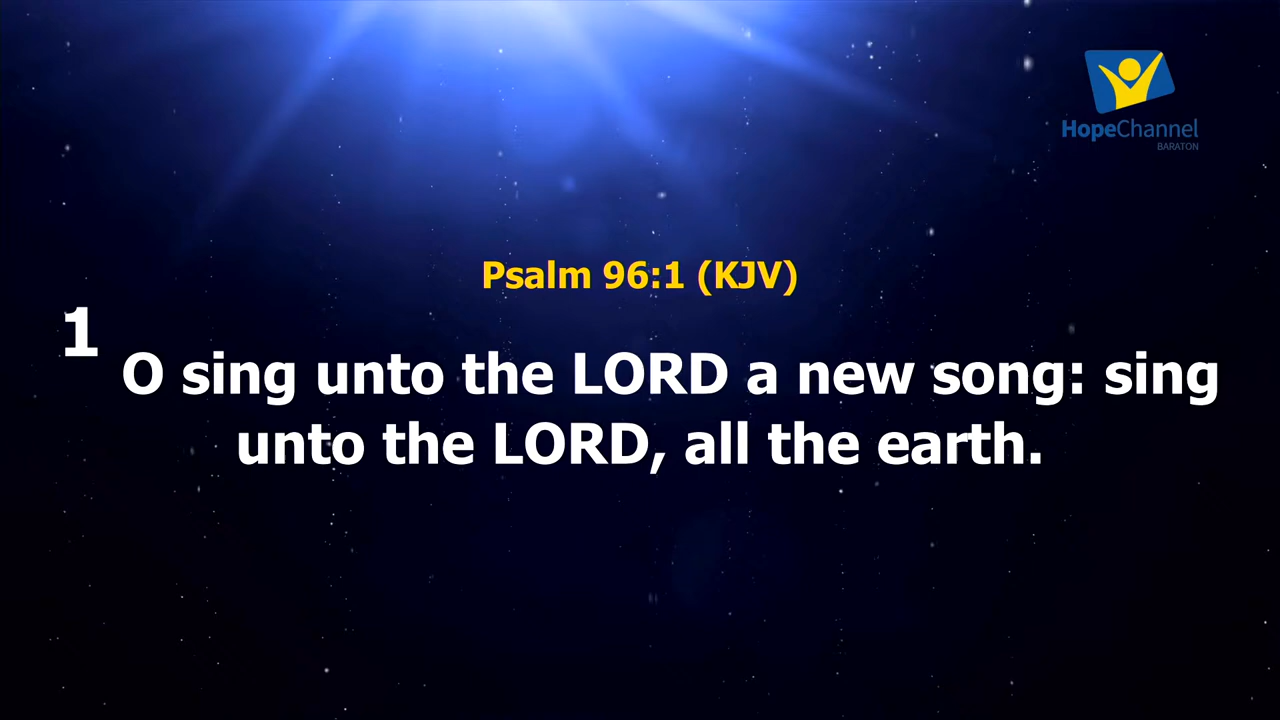 HopeChannel
BARATON
Psalm 96:1 (KJV)
1 O sing unto the LORD a new song: sing
unto the LORD, all the earth.